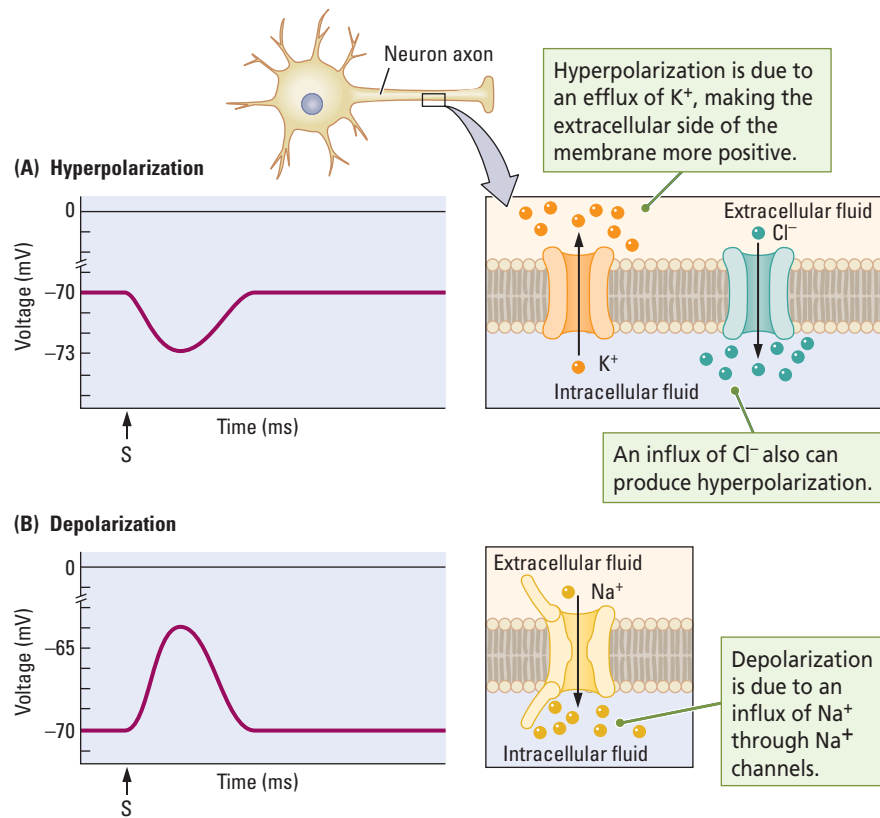 Neuron axon
Hyperpolarization is due to
an efflux of K⁺, making the
extracellular side of the
membrane more positive.
(A) Hyperpolarization
0
–70
–73
Voltage (mV)
Time (ms)
S
Extracellular fluid
Cl⁻
K⁺
Intracellular fluid
An influx of Cl⁻ also can
produce hyperpolarization.
(B) Depolarization
0
–65
–70
Voltage (mV)
Time (ms)
S
Extracellular fluid
Na⁺
Intracellular fluid
Depolarization
is due to an
influx of Na⁺
through Na⁺
channels.